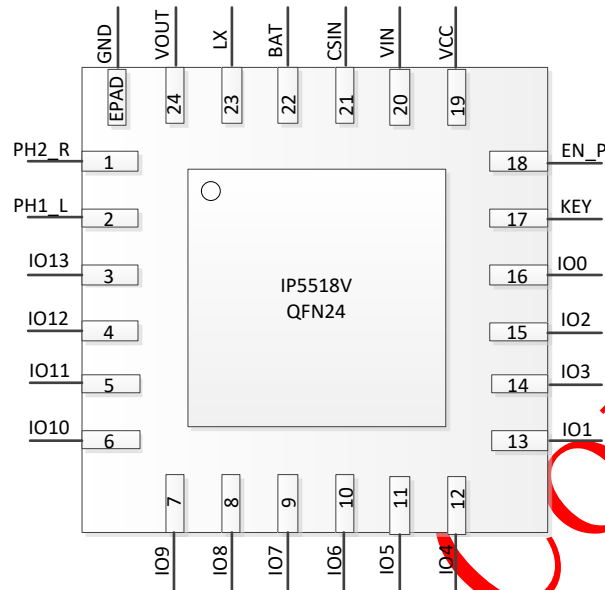 GND VOUT LX BAT CSIN VIN VCC
EPAD 24 23 22 21 20 19
PH2_R 1 18 EN_P
PH1_L 2 17 KEY
IO13 3 16 IO0
IP5518V
QFN24
IO12 4 15 IO2
IO11 5 14 IO3
IO10 6 13 IO1
7 8 9 10 11 12
IO9 IO8 IO7 IO6 IO5 IO4